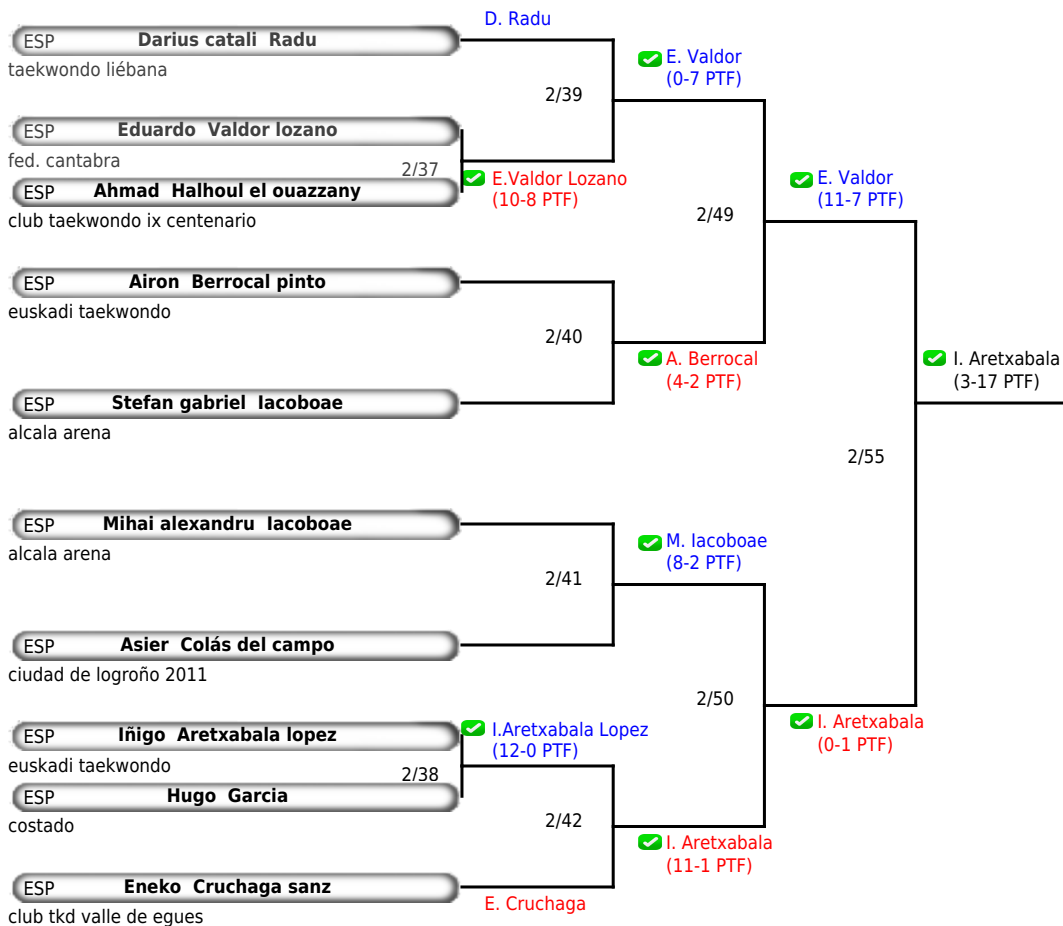 D. Radu
ESP Darius catali Radu
taekwondo liébana
E. Valdor
(0-7 PTF)
2/39
ESP Eduardo Valdor lozano
fed. cantabra
2/37
E.Valdor Lozano
(10-8 PTF)
ESP Ahmad Halhoul el ouazzany
club taekwondo ix centenario
E. Valdor
(11-7 PTF)
2/49
ESP Airon Berrocal pinto
euskadi taekwondo
2/40
A. Berrocal
(4-2 PTF)
I. Aretxabala
(3-17 PTF)
ESP Stefan gabriel Iacoboae
alcala arena
2/55
ESP Mihai alexandru Iacoboae
alcala arena
M. Iacoboae
(8-2 PTF)
2/41
ESP Asier Colás del campo
ciudad de logroño 2011
2/50
I. Aretxabala
(0-1 PTF)
ESP Iñigo Aretxabala lopez
euskadi taekwondo
I.Aretxabala Lopez
(12-0 PTF)
2/38
ESP Hugo Garcia
costado
2/42
I. Aretxabala
(11-1 PTF)
ESP Eneko Cruchaga sanz
club tkd valle de egues
E. Cruchaga